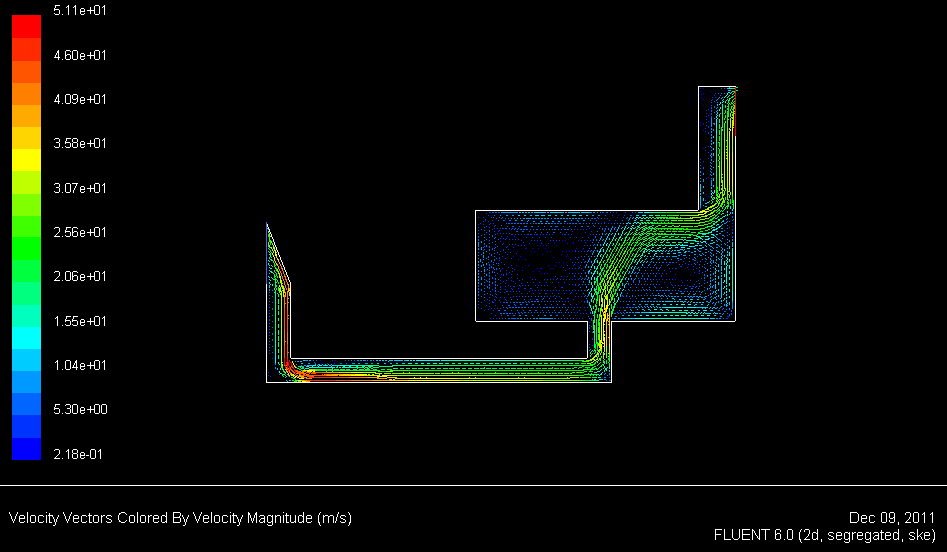 5.11e+01
4.60e+01
4.09e+01
3.58e+01
3.07e+01
2.56e+01
2.06e+01
1.55e+01
1.04e+01
5.30e+00
2.18e-01
Velocity Vectors Colored By Velocity Magnitude (m/s)
Dec 09, 2011
FLUENT 6.0 (2d, segregated, ske)